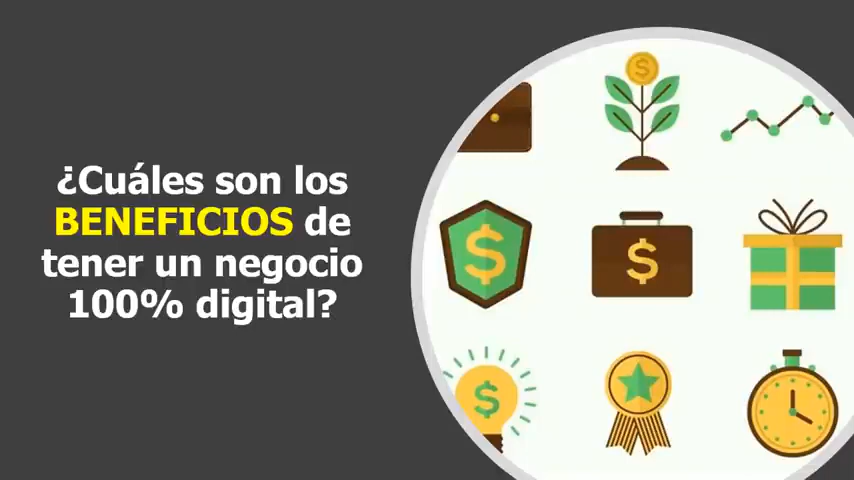 ¿Cuáles son los
BENEFICIOS de
tener un negocio
100% digital?
$
$
$
$